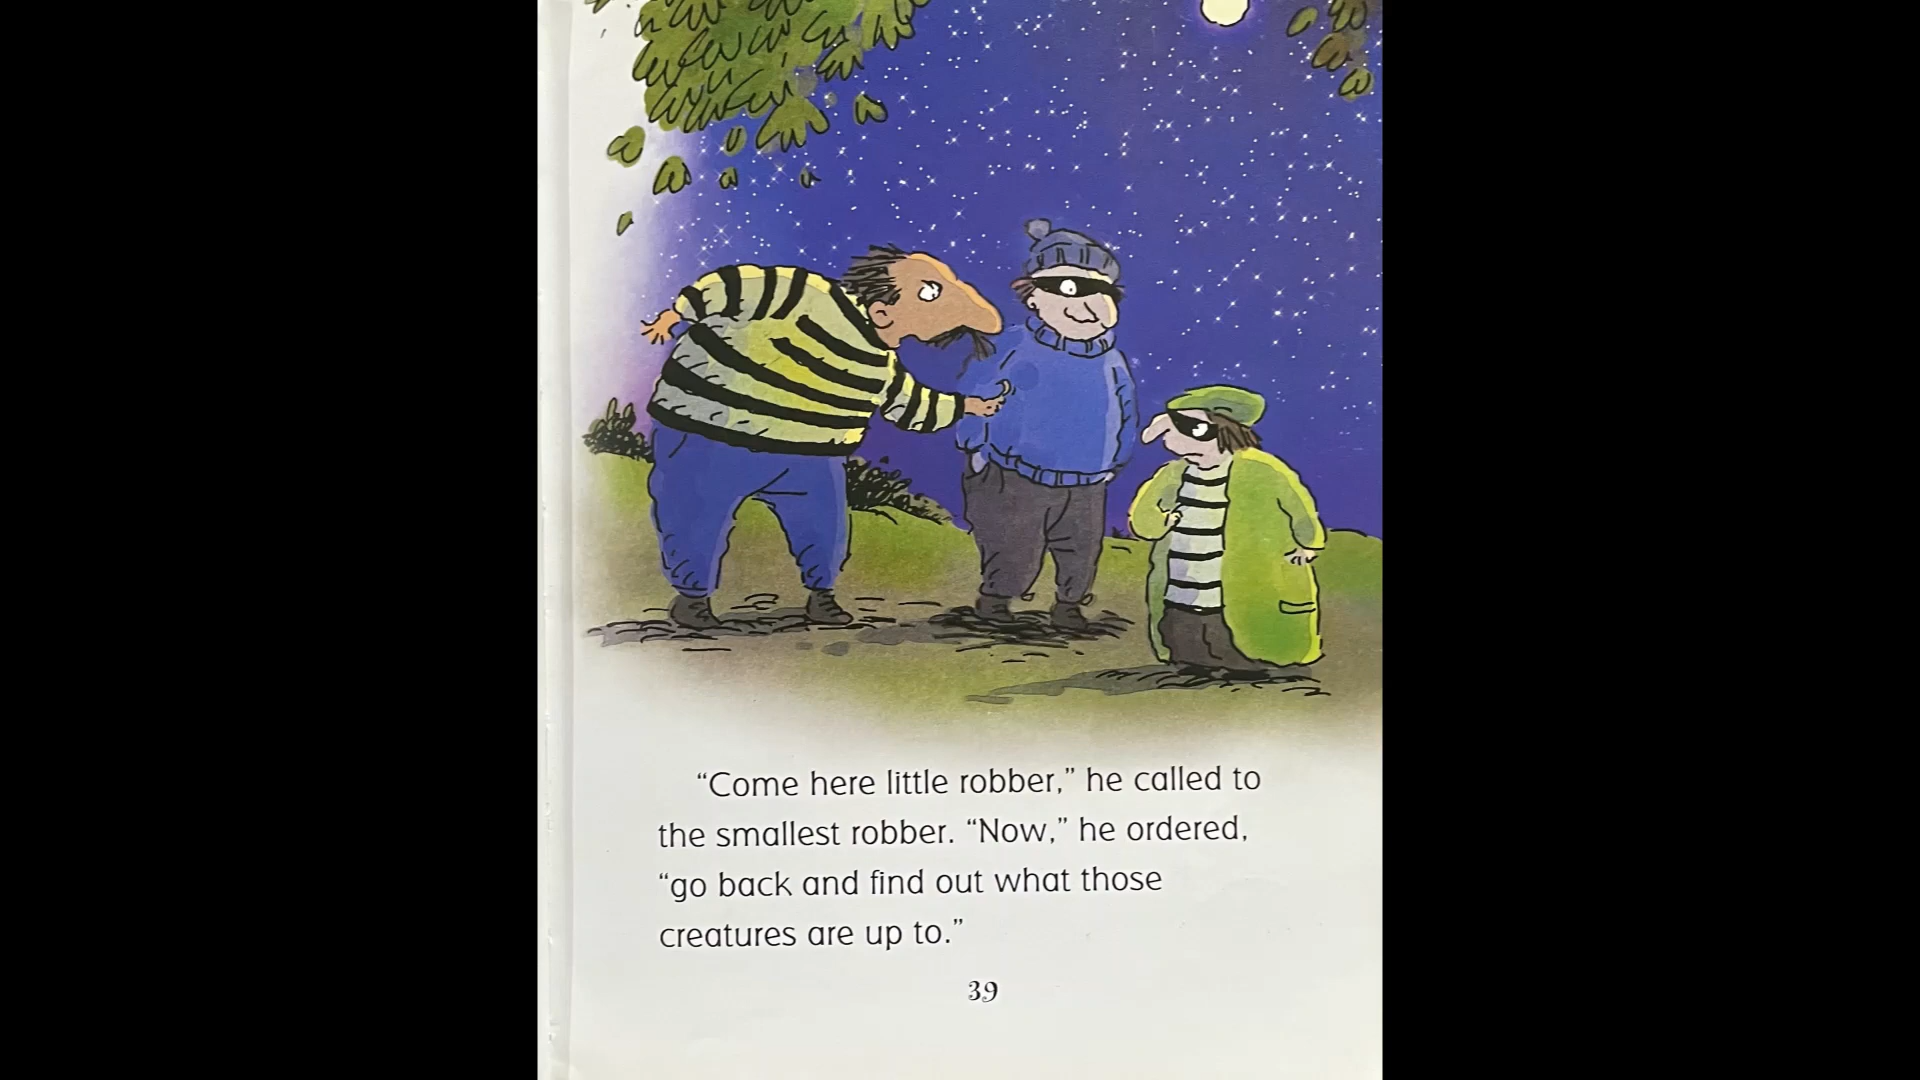 “Come here little robber,” he called to
the smallest robber. “Now,” he ordered,
“go back and find out what those
creatures are up to.”
39